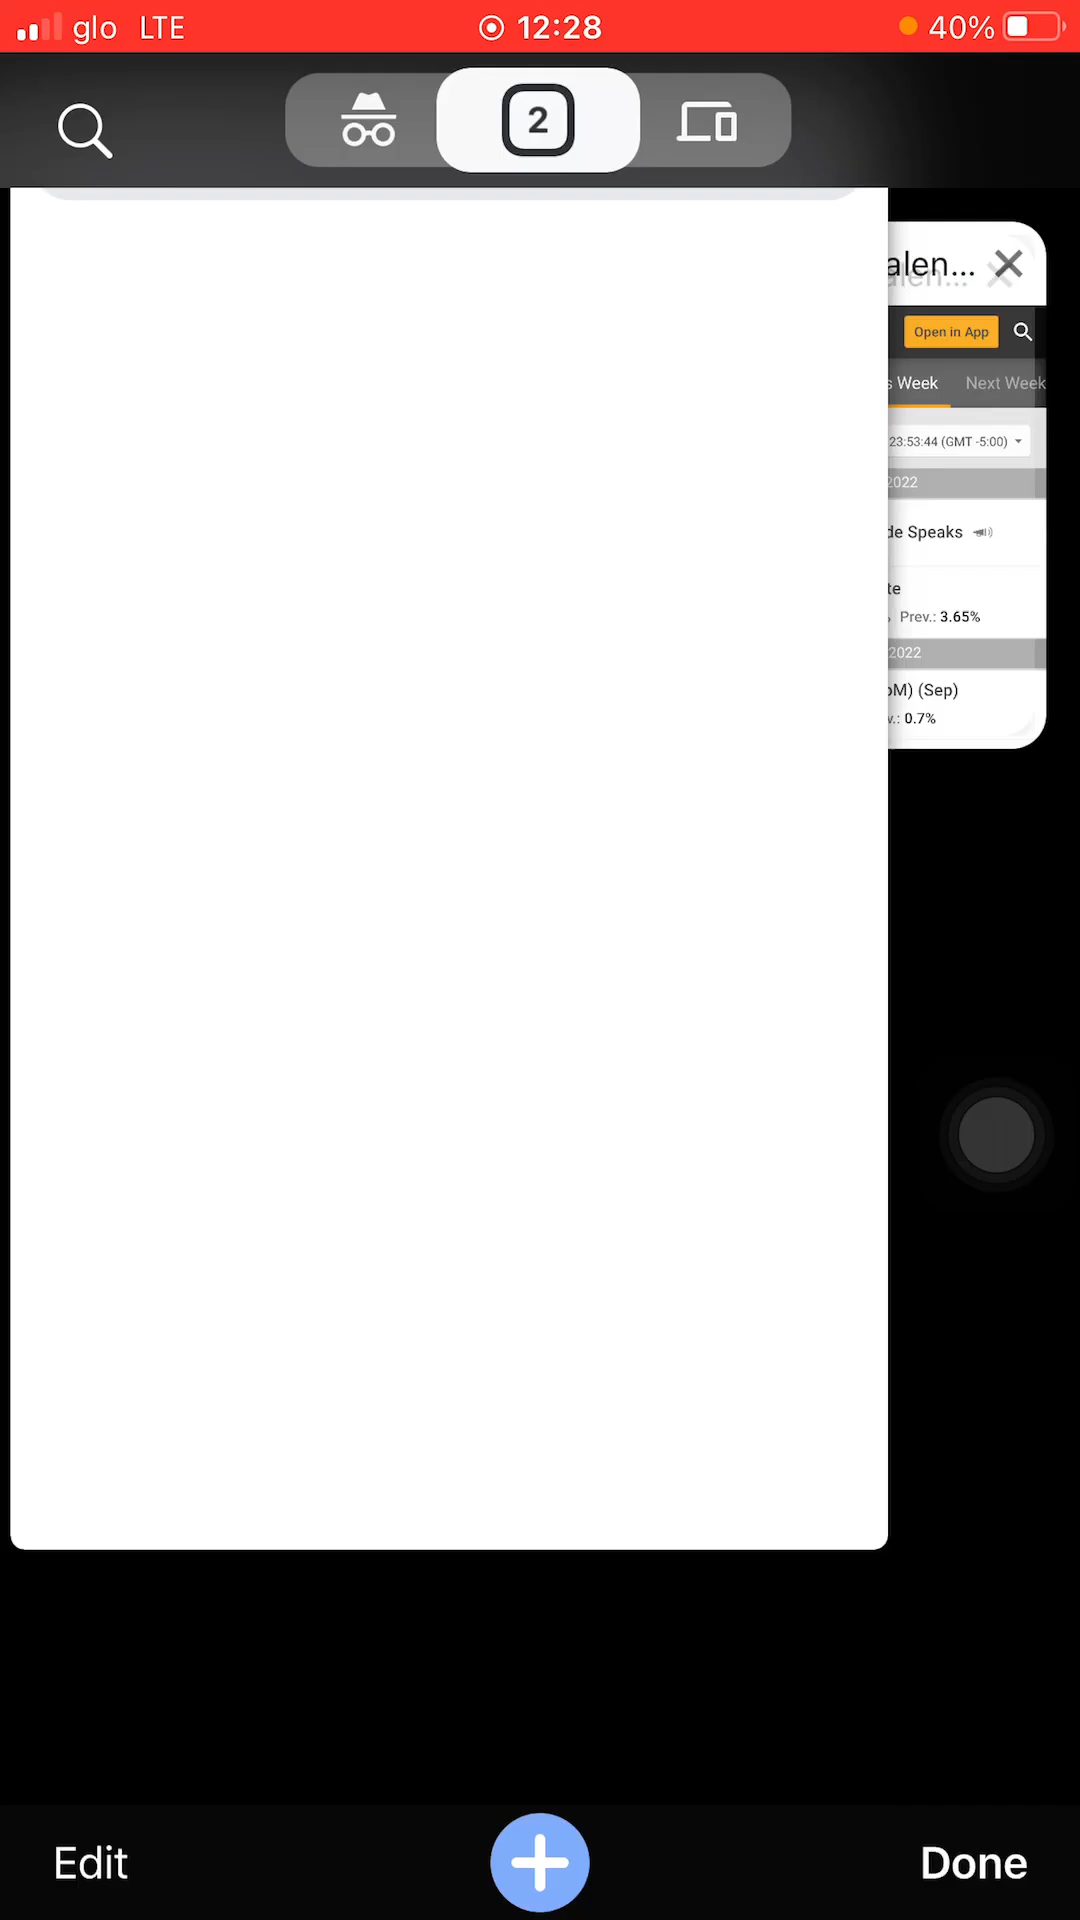 glo LTE 12:28 40%
2
alen...
Open in App
s Week Next Week
23:53:44 (GMT -5:00)
2022
de Speaks
te
Prev.: 3.65%
2022
oM) (Sep)
v.: 0.7%
Edit Done